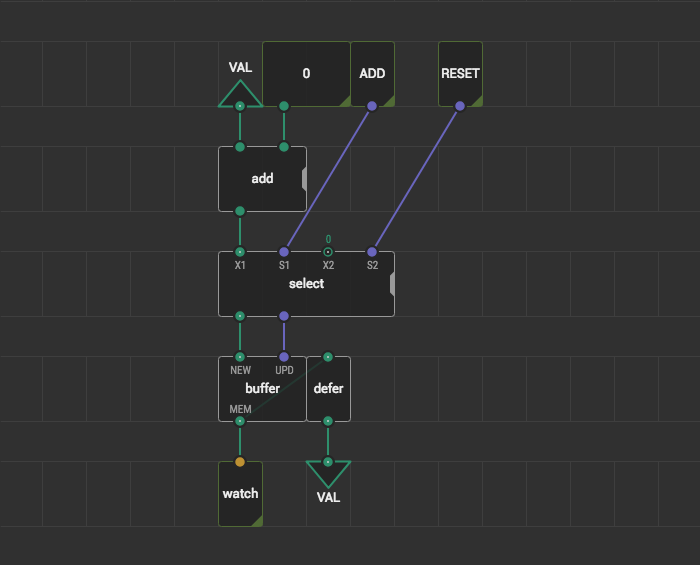 VAL
0
ADD
RESET
add
0
X1
S1
X2
S2
select
NEW
UPD
buffer
defer
MEM
watch
VAL